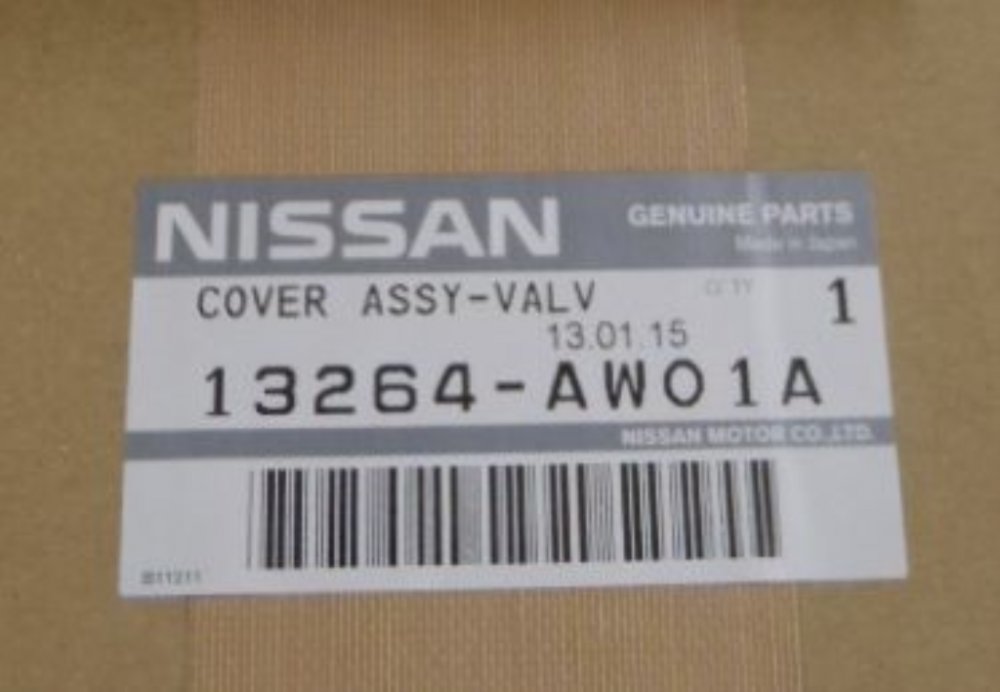 NISSAN GENUINE PARTS
Made in Japan
COVER ASSY-VALV Q'TY 1
13.01.15
13264-AW01A
NISSAN MOTOR CO.,LTD.